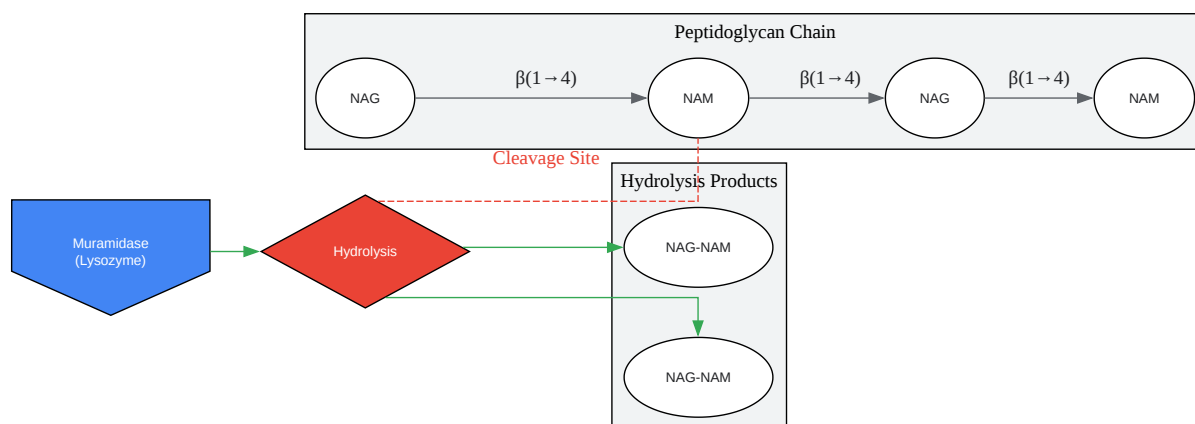 Peptidoglycan Chain
NAG
β(1→4)
NAM
β(1→4)
NAG
β(1→4)
NAM
Cleavage Site
Hydrolysis Products
Muramidase
(Lysozyme)
Hydrolysis
NAG-NAM
NAG-NAM